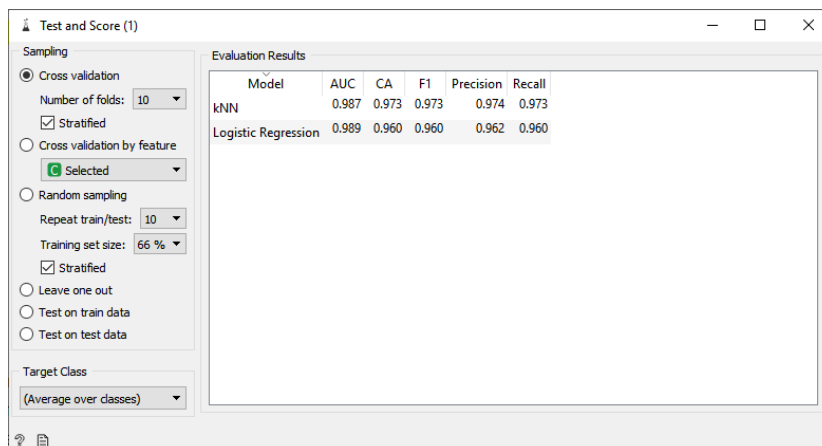 Test and Score (1)
Sampling
Cross validation
Number of folds: 10
Stratified
Cross validation by feature
C Selected
Random sampling
Repeat train/test: 10
Training set size: 66 %
Stratified
Leave one out
Test on train data
Test on test data
Target Class
(Average over classes)
?
Evaluation Results
Model AUC CA F1 Precision Recall
kNN 0.987 0.973 0.973 0.974 0.973
Logistic Regression 0.989 0.960 0.960 0.962 0.960